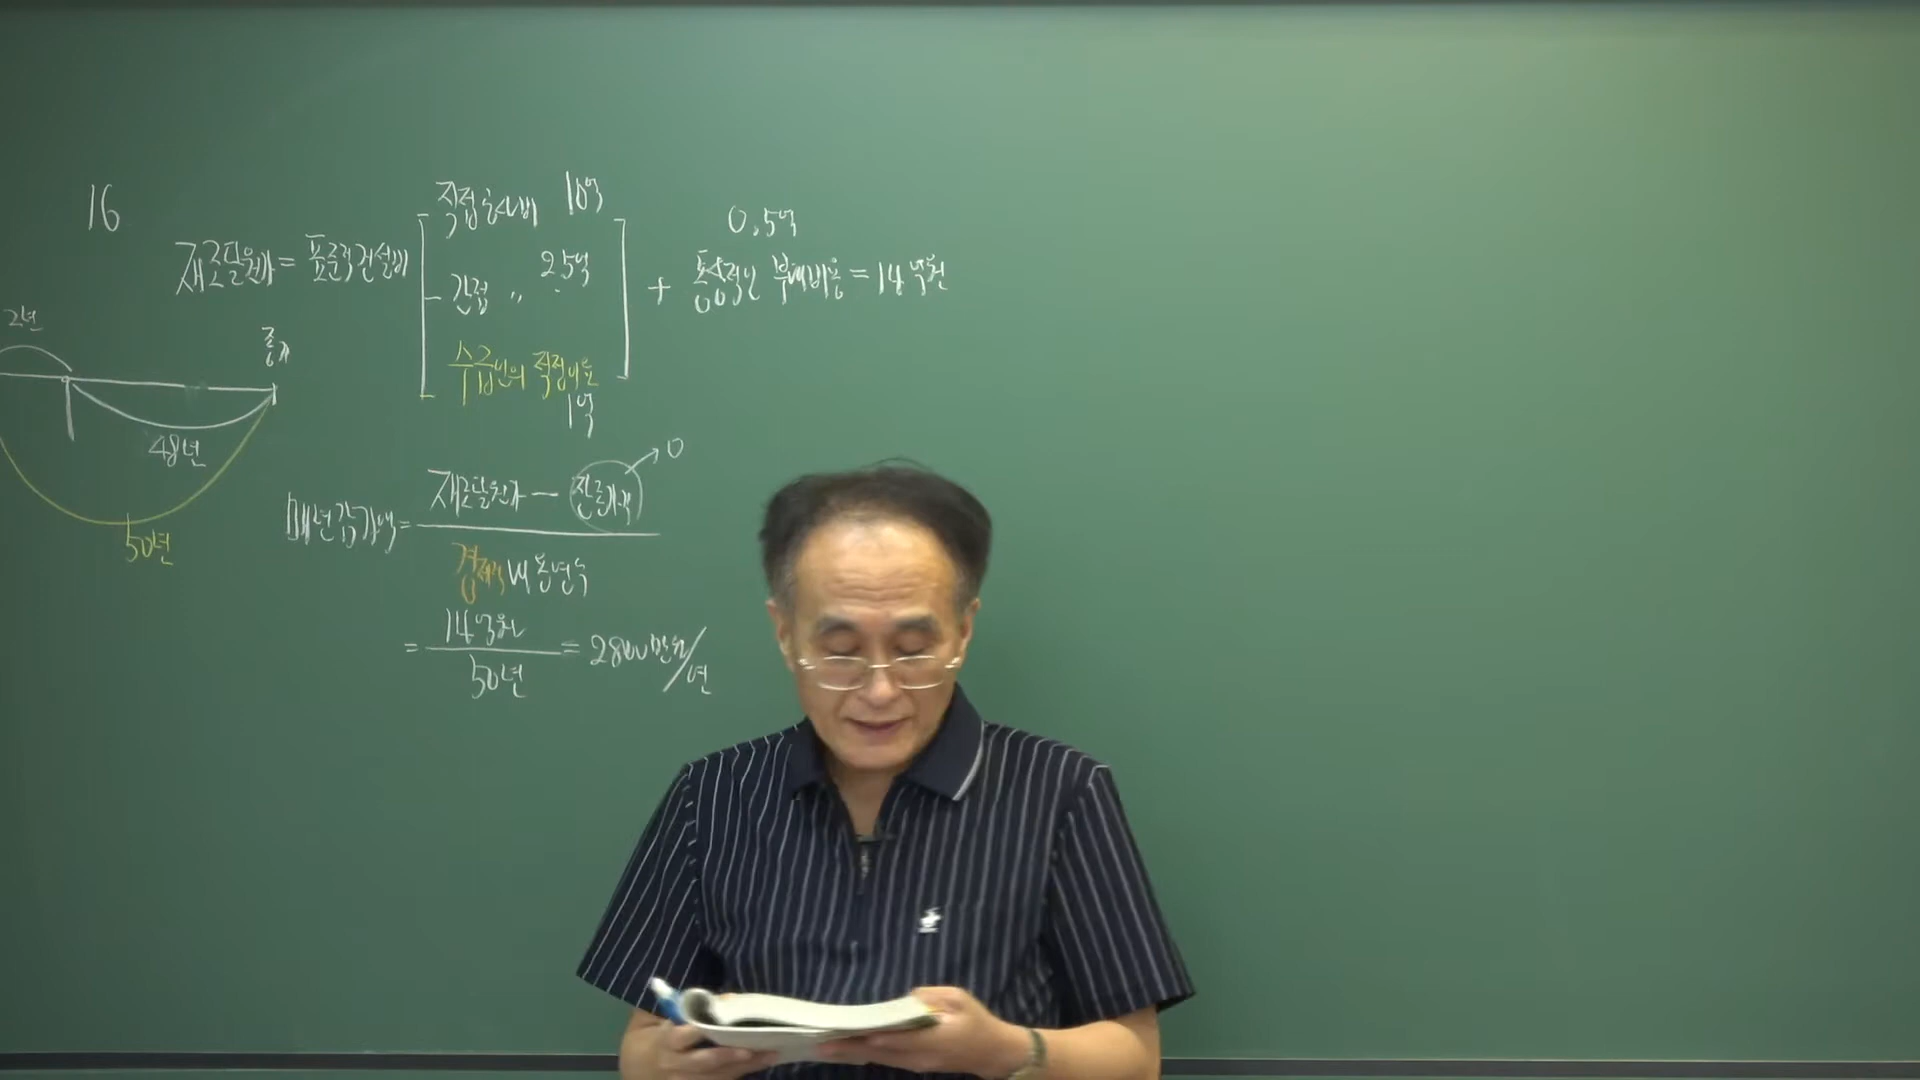 16
직접공사비 10억
재조달원가 = 표준적건설비
간접 〃 2.5억
수급인의 적정이윤
1억
0.5억
+ 통상적인 부대비용 = 14억원
2년
종가
48년
50년
매년감가액 = 재조달원가 - 잔존가격 → 0
경제적 내용연수
= 14억원 = 2800만원/년
50년